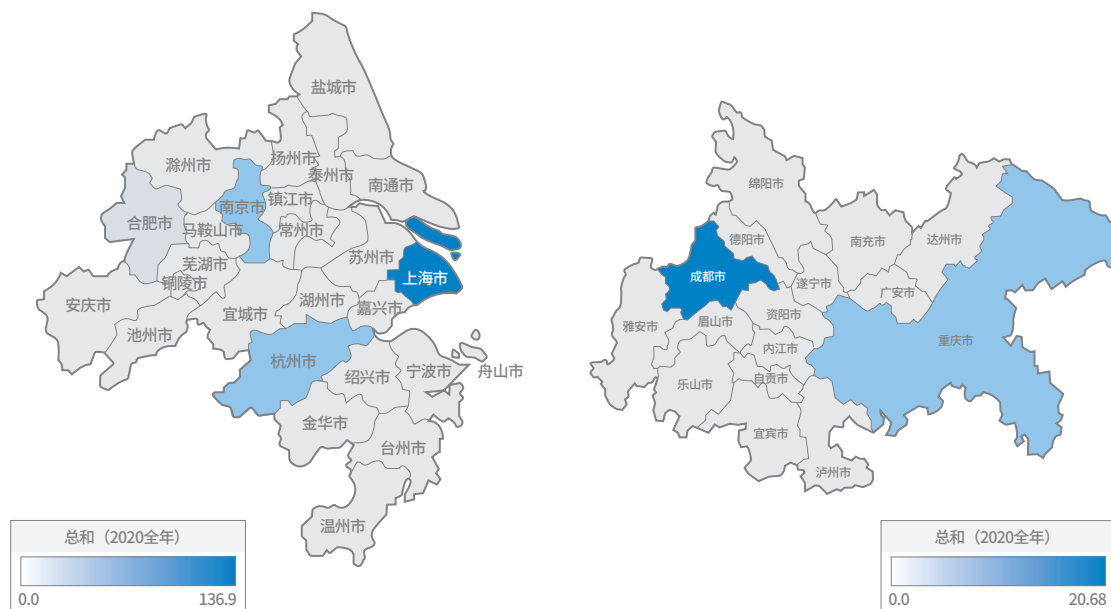 盐城市
扬州市
滁州市
泰州市
南通市
镇江市
南京市
合肥市
马鞍山市
常州市
苏州市
芜湖市
上海市
铜陵市
安庆市
湖州市
嘉兴市
宜城市
池州市
杭州市
绍兴市
宁波市
舟山市
金华市
台州市
温州市
总和（2020全年）
0.0
136.9
绵阳市
德阳市
南充市
达州市
成都市
遂宁市
广安市
资阳市
眉山市
雅安市
重庆市
内江市
自贡市
乐山市
宜宾市
泸州市
总和（2020全年）
0.0
20.68